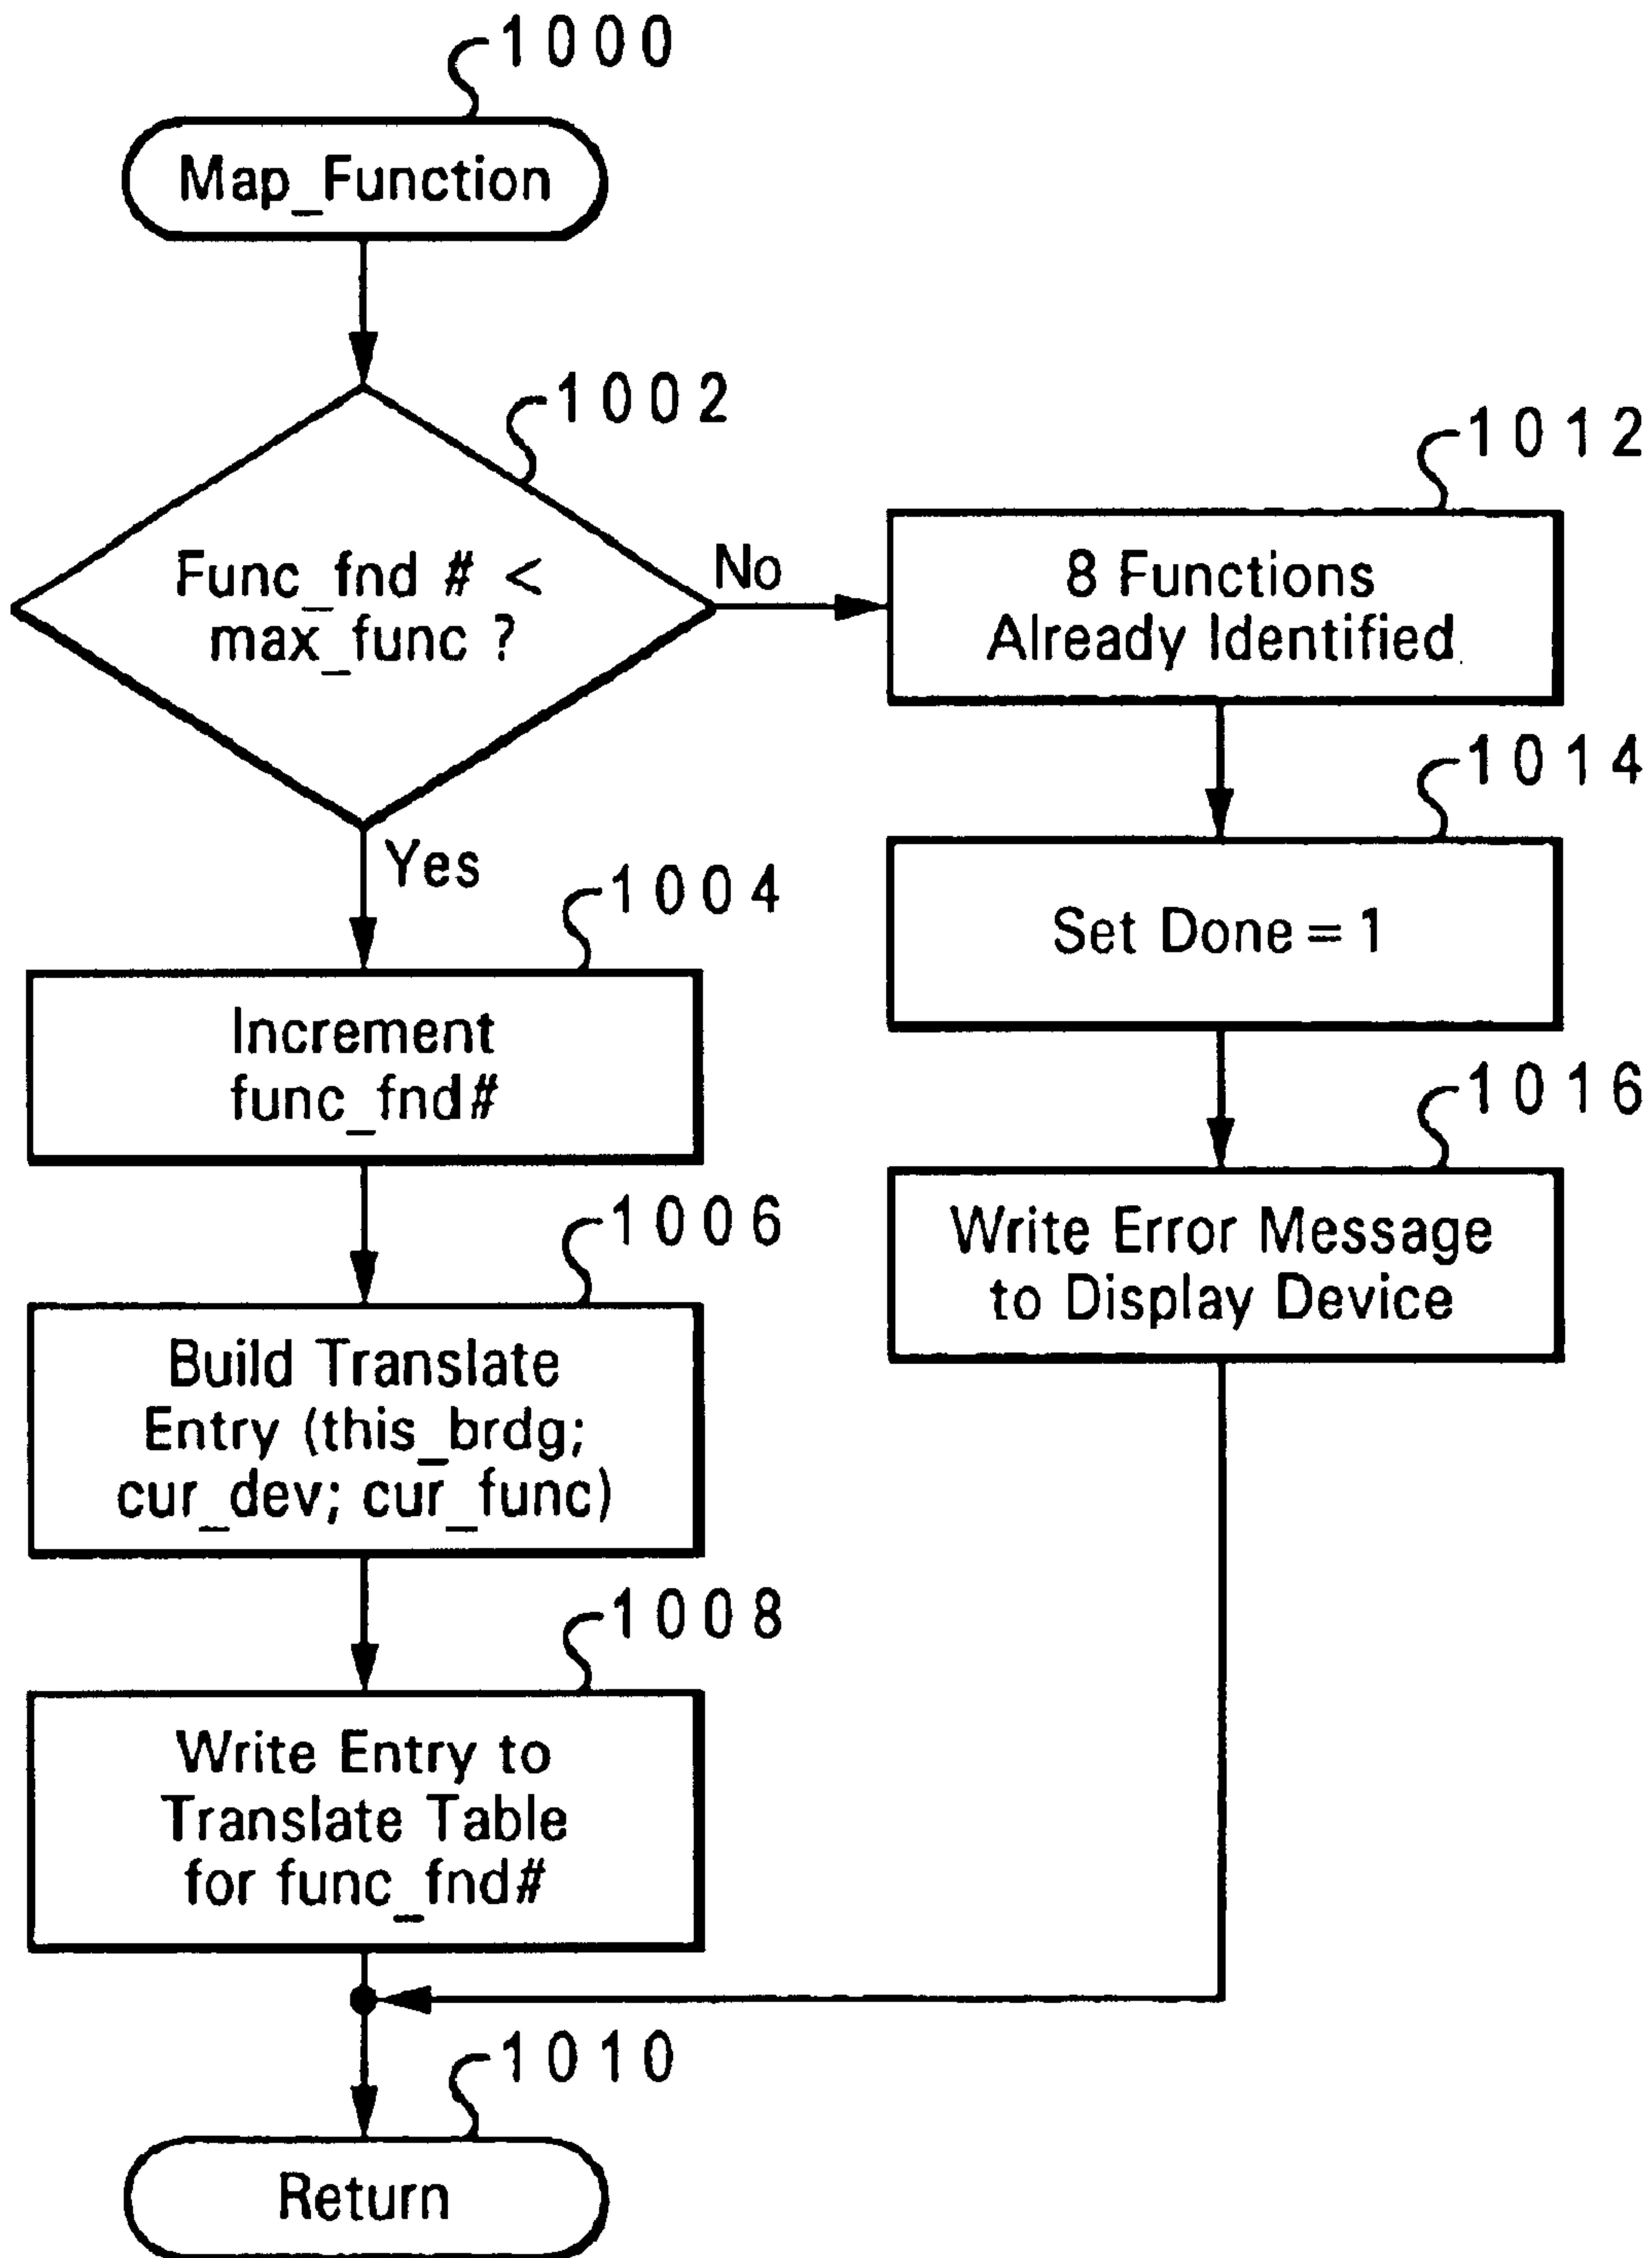 1000
Map_Function
1002
Func_fnd # <
max_func ?
No
Yes
1012
8 Functions
Already Identified
1014
Set Done = 1
1016
Write Error Message
to Display Device
1004
Increment
func_fnd#
1006
Build Translate
Entry (this_brdg;
cur_dev; cur_func)
1008
Write Entry to
Translate Table
for func_fnd#
1010
Return